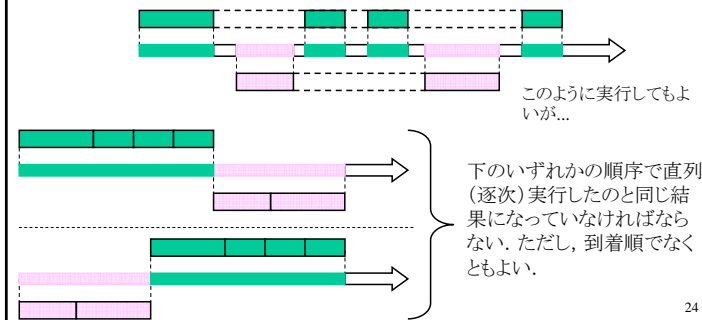 このように実行してもよ
いが...
下のいずれかの順序で直列
(逐次)実行したのと同じ結
果になっていなければなら
ない. ただし, 到着順でなく
ともよい.
24